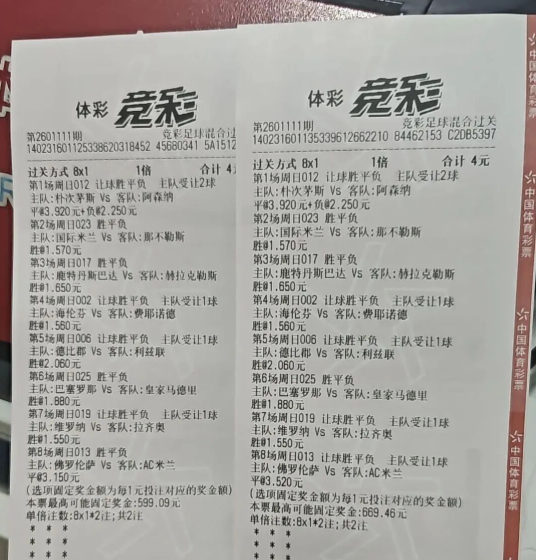 体彩 竞彩
第2601111期 竞彩足球混合过
140231601125338620318452 45680341 5A1512
过关方式 8x1 1倍 合计 4
第1场周日012 让球胜平负 主队受让2球
主队:朴次茅斯 Vs 客队:阿森纳
平@3.920元+负@2.250元
第2场周日023 胜平负
主队:国际米兰 Vs 客队:那不勒斯
胜@1.570元
第3场周日017 胜平负
主队:鹿特丹斯巴达 Vs 客队:赫拉克勒斯
胜@1.650元
第4场周日002 让球胜平负 主队受让1球
主队:海伦芬 Vs 客队:费耶诺德
胜@1.560元
第5场周日006 让球胜平负 主队受让1球
主队:德比郡 Vs 客队:利兹联
胜@2.060元
第6场周日025 胜平负
主队:巴塞罗那 Vs 客队:皇家马德里
胜@1.880元
第7场周日019 让球胜平负 主队受让1球
主队:维罗纳 Vs 客队:拉齐奥
胜@1.550元
第8场周日013 胜平负
主队:佛罗伦萨 Vs 客队:AC米兰
平@3.150元
(选项固定奖金额为每1元投注对应的奖金额)
本票最高可能固定奖金:599.09元
单倍注数:8x1*2注;共2注
* * *
* * *
体彩 竞彩
第2601111期 竞彩足球混合过关
140231601135339612662210 84462153 C2DB5397
过关方式 8x1 1倍 合计 4元
第1场周日012 让球胜平负 主队受让2球
主队:朴次茅斯 Vs 客队:阿森纳
平@3.920元+负@2.250元
第2场周日023 胜平负
主队:国际米兰 Vs 客队:那不勒斯
胜@1.570元
第3场周日017 胜平负
主队:鹿特丹斯巴达 Vs 客队:赫拉克勒斯
胜@1.650元
第4场周日002 让球胜平负 主队受让1球
主队:海伦芬 Vs 客队:费耶诺德
胜@1.560元
第5场周日006 让球胜平负 主队受让1球
主队:德比郡 Vs 客队:利兹联
胜@2.060元
第6场周日025 胜平负
主队:巴塞罗那 Vs 客队:皇家马德里
胜@1.880元
第7场周日019 让球胜平负 主队受让1球
主队:维罗纳 Vs 客队:拉齐奥
胜@1.550元
第8场周日013 让球胜平负 主队受让1球
主队:佛罗伦萨 Vs 客队:AC米兰
平@3.520元
(选项固定奖金额为每1元投注对应的奖金额)
本票最高可能固定奖金:669.46元
单倍注数:8x1*2注;共2注
* * *
* * *
中国体育彩票
中国体育彩票
中国体育彩票
中国体育彩票